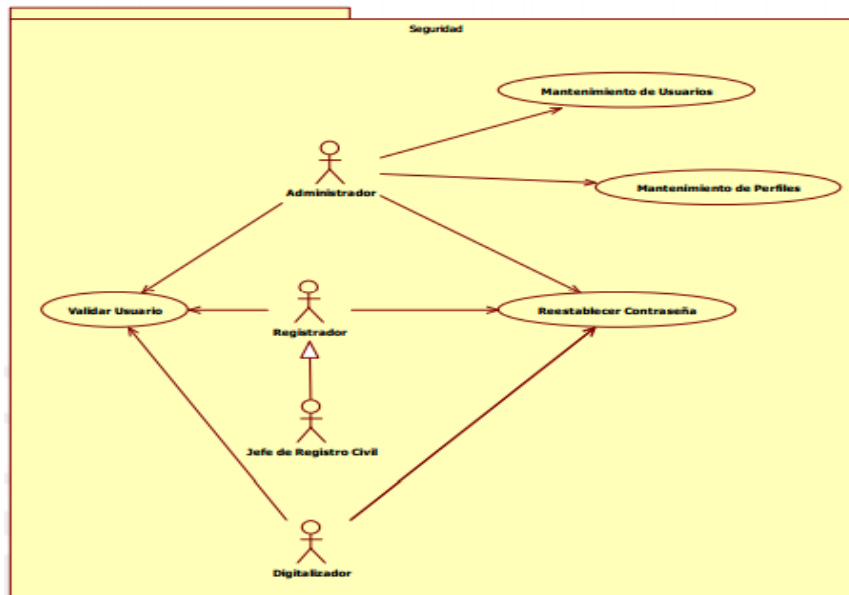 Seguridad
Mantenimiento de Usuarios
Mantenimiento de Perfiles
Administrador
Validar Usuario
Registrador
Reestablecer Contraseña
Jefe de Registro Civil
Digitalizador